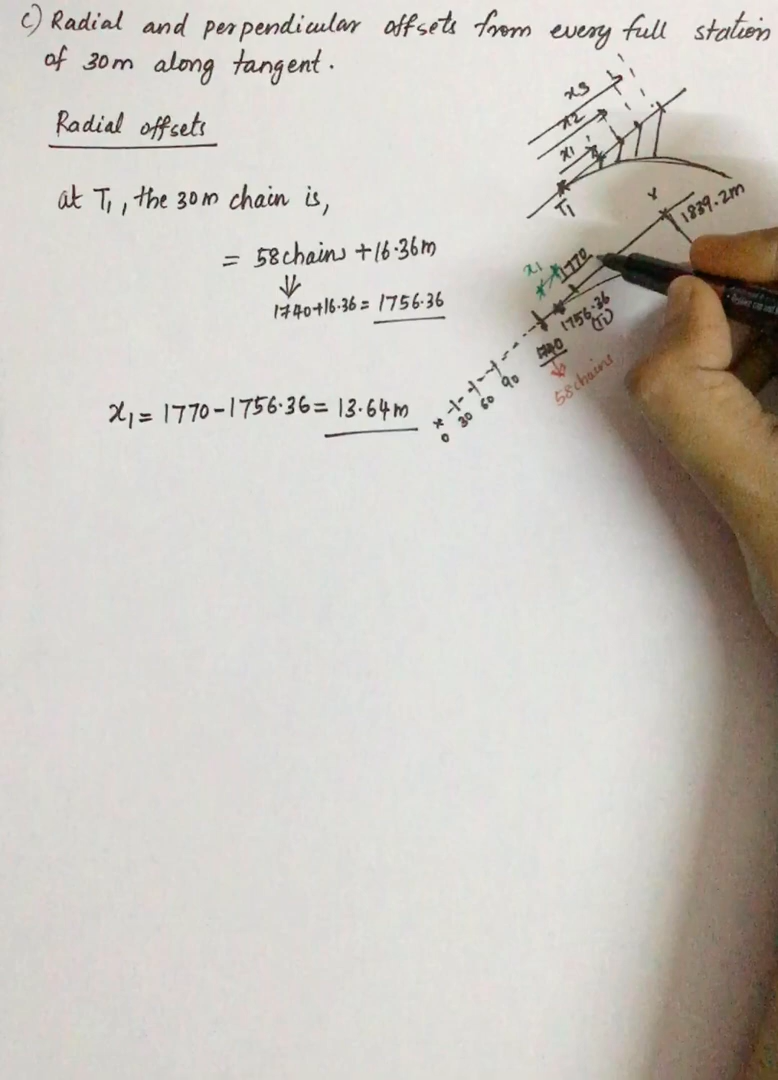 c) Radial and perpendicular offsets from every full station
of 30m along tangent.
Radial offsets
at T1, the 30m chain is,
= 58chains + 16.36m
1740+16.36 = 1756.36
x1 = 1770-1756.36 = 13.64m
x3
x2
x1
T1
V
1839.2m
x1
1770
1756.36
(T1)
1740
58chains
0
30
60
90